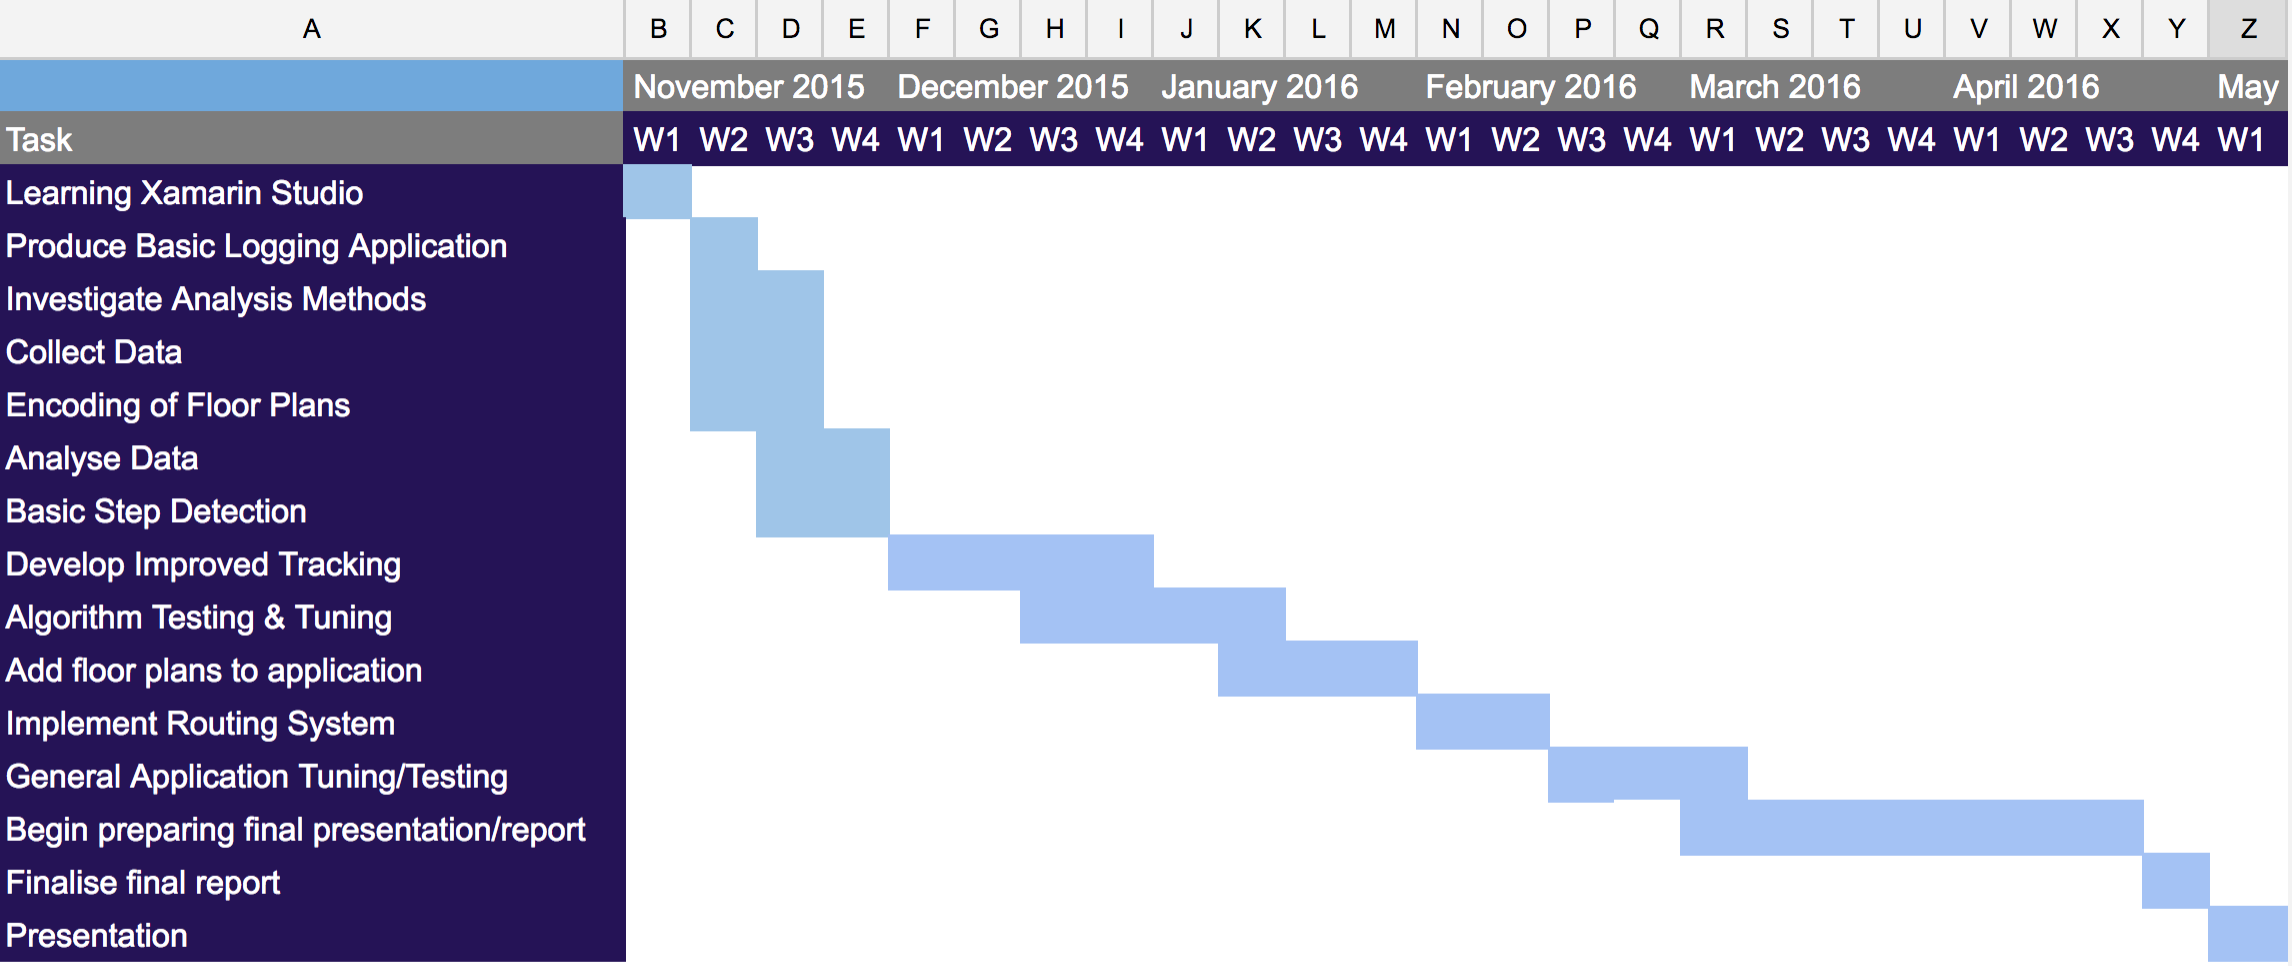 A B C D E F G H I J K L M N O P Q R S T U V W X Y Z
November 2015 December 2015 January 2016 February 2016 March 2016 April 2016 May
Task W1 W2 W3 W4 W1 W2 W3 W4 W1 W2 W3 W4 W1 W2 W3 W4 W1 W2 W3 W4 W1 W2 W3 W4 W1
Learning Xamarin Studio
Produce Basic Logging Application
Investigate Analysis Methods
Collect Data
Encoding of Floor Plans
Analyse Data
Basic Step Detection
Develop Improved Tracking
Algorithm Testing & Tuning
Add floor plans to application
Implement Routing System
General Application Tuning/Testing
Begin preparing final presentation/report
Finalise final report
Presentation